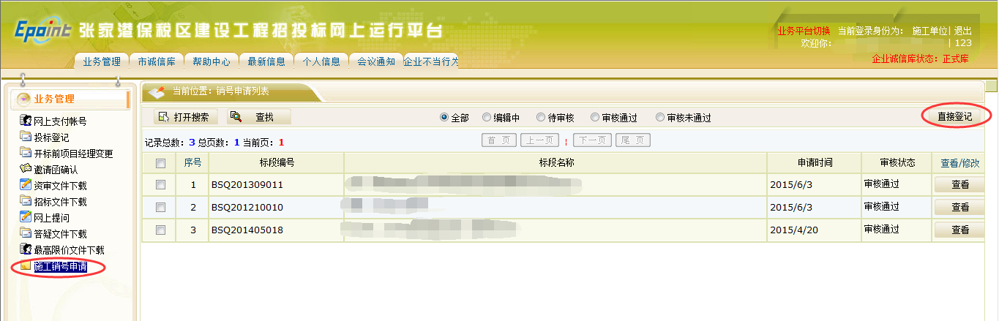 Epoint 张家港保税区建设工程招投标网上运行平台
业务平台切换 当前登录身份为： 施工单位| 退出
欢迎你： | 123
企业诚信库状态：正式库
业务管理 市诚信库 帮助中心 最新信息 个人信息 会议通知 企业不当行为
业务管理
网上支付帐号
投标登记
开标前项目经理变更
邀请函确认
资审文件下载
招标文件下载
网上提问
答疑文件下载
最高限价文件下载
施工销号申请
当前位置：销号申请列表
打开搜索 查找 全部 编辑中 待审核 审核通过 审核未通过 直接登记
记录总数：3 总页数：1 当前页：1 首 页 上一页 ¦ 下一页 尾 页
序号 标段编号 标段名称 申请时间 审核状态 查看/修改
1 BSQ201309011 2015/6/3 审核通过 查看
2 BSQ201210010 2015/6/3 审核通过 查看
3 BSQ201405018 2015/4/20 审核通过 查看